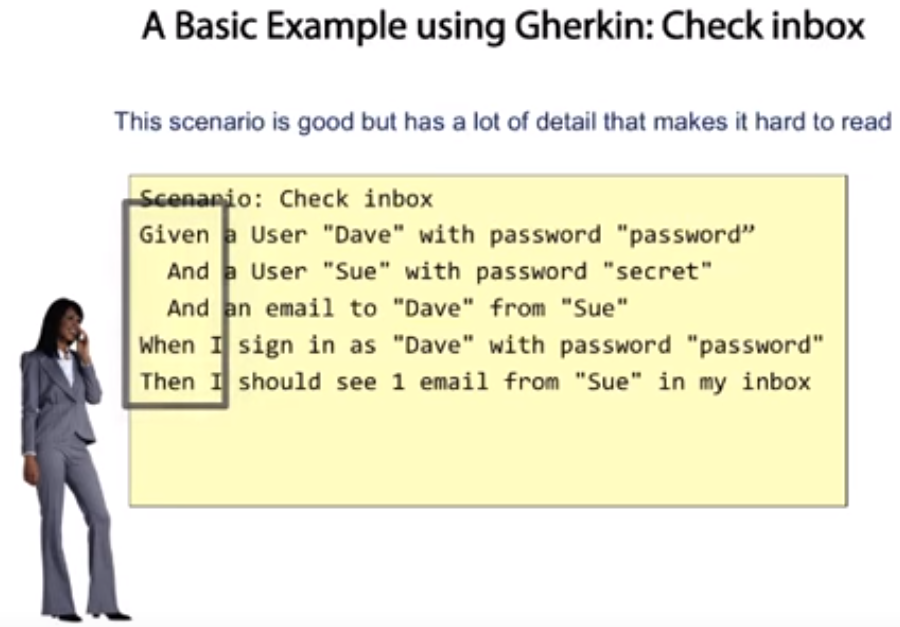 A Basic Example using Gherkin: Check inbox
This scenario is good but has a lot of detail that makes it hard to read
Scenario: Check inbox
Given a User "Dave" with password "password”
And a User "Sue" with password "secret"
And an email to "Dave" from "Sue"
When I sign in as "Dave" with password "password"
Then I should see 1 email from "Sue" in my inbox